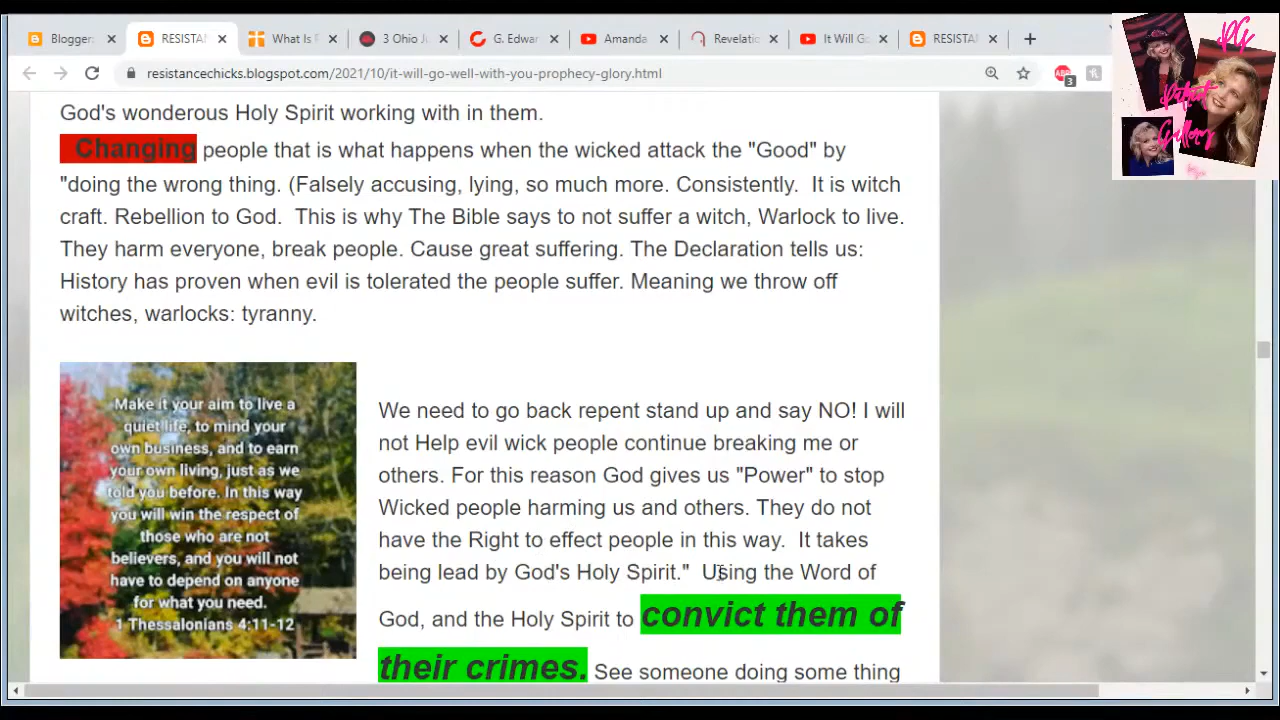 Blogger:
RESISTAN
What Is F
3 Ohio J
G. Edwar
Amanda
Revelatio
It Will Go
RESISTAN
resistancechicks.blogspot.com/2021/10/it-will-go-well-with-you-prophecy-glory.html
ABP
3
PG
Patriot
Gallery
God's wonderous Holy Spirit working with in them.
Changing people that is what happens when the wicked attack the "Good" by
"doing the wrong thing. (Falsely accusing, lying, so much more. Consistently.  It is witch
craft. Rebellion to God.  This is why The Bible says to not suffer a witch, Warlock to live.
They harm everyone, break people. Cause great suffering. The Declaration tells us:
History has proven when evil is tolerated the people suffer. Meaning we throw off
witches, warlocks: tyranny.
Make it your aim to live a
quiet life, to mind your
own business, and to earn
your own living, just as we
told you before. In this way
you will win the respect of
those who are not
believers, and you will not
have to depend on anyone
for what you need.
1 Thessalonians 4:11-12
We need to go back repent stand up and say NO! I will
not Help evil wick people continue breaking me or
others. For this reason God gives us "Power" to stop
Wicked people harming us and others. They do not
have the Right to effect people in this way.  It takes
being lead by God's Holy Spirit."  Using the Word of
God, and the Holy Spirit to convict them of
their crimes. See someone doing some thing